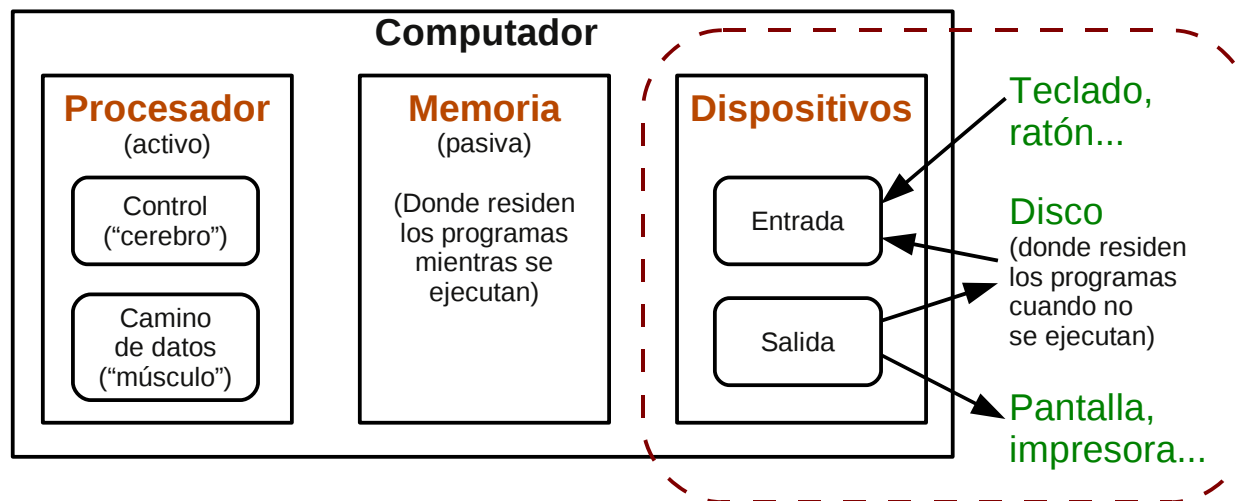 Computador
Procesador
(activo)
Control
(“cerebro”)
Camino
de datos
(“músculo”)
Memoria
(pasiva)
(Donde residen
los programas
mientras se
ejecutan)
Dispositivos
Entrada
Salida
Teclado,
ratón...
Disco
(donde residen
los programas
cuando no
se ejecutan)
Pantalla,
impresora...